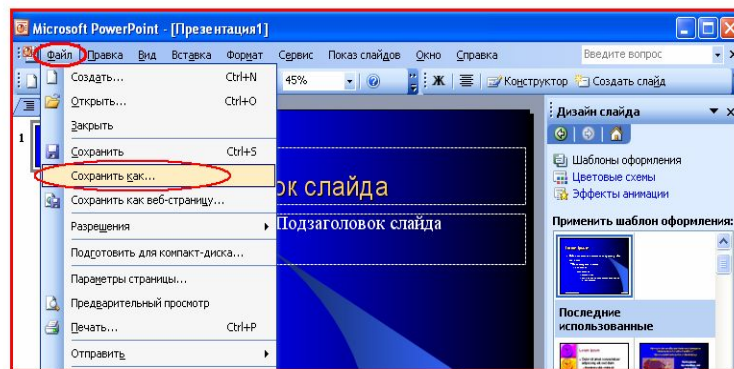 Microsoft PowerPoint - [Презентация1]
Файл Правка Вид Вставка Формат Сервис Показ слайдов Окно Справка Введите вопрос
Создать... Ctrl+N
45%
Ж
Конструктор Создать слайд
Открыть... Ctrl+O
Закрыть
Сохранить Ctrl+S
Сохранить как...
Сохранить как веб-страницу...
Разрешения
Подготовить для компакт-диска...
Параметры страницы...
Предварительный просмотр
Печать... Ctrl+P
Отправить
1
ок слайда
Подзаголовок слайда
Дизайн слайда
Шаблоны оформления
Цветовые схемы
Эффекты анимации
Применить шаблон оформления:
Последние
использованные